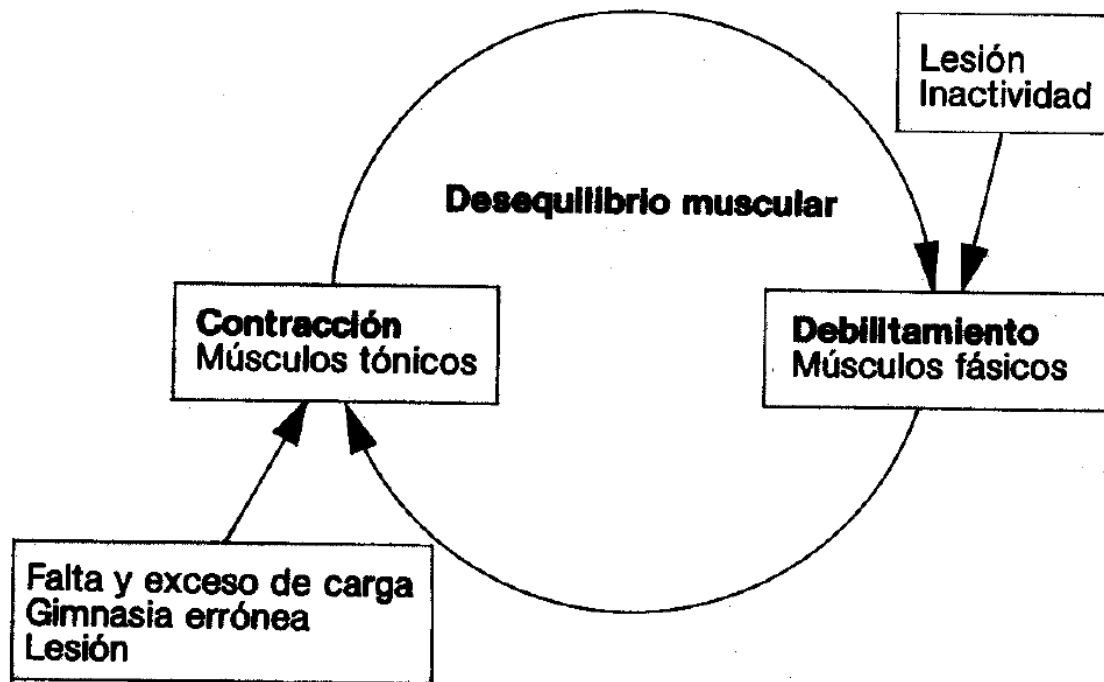 Lesión
Inactividad
Desequilibrio muscular
Contracción
Músculos tónicos
Debilitamiento
Músculos fásicos
Falta y exceso de carga
Gimnasia errónea
Lesión